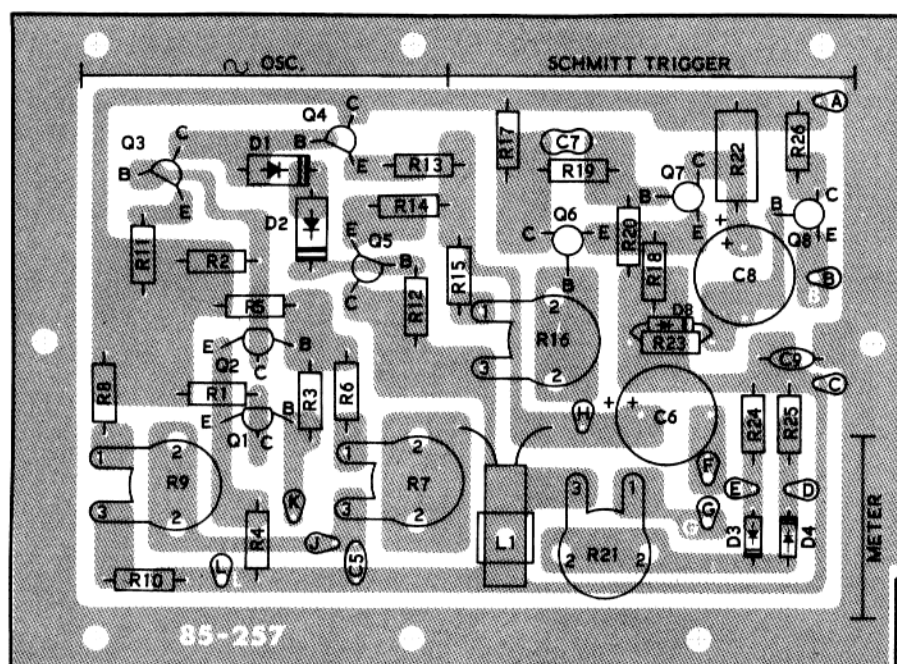 ∿ OSC.
SCHMITT TRIGGER
A
Q4
C
Q3
C
D1
B
E
B
E
R13
R17
C7
R19
Q7
C
B
E
R22
R26
D2
R14
Q6
C
E
B
R20
+
+
C8
B
C
E
Q8
R11
R2
Q5
E
B
C
R12
R15
R18
B
B
R5
1
2
R16
3
2
D8
R23
E
B
Q2
C
C9
C
R8
R1
R3
R6
H
+
+
C6
R24
R25
E
B
Q1
C
1
2
R9
3
2
1
2
R7
3
2
F
E
D
K
3
1
G
G
METER
R4
J
L1
D3
D4
R21
2
2
L
C5
R10
85-257